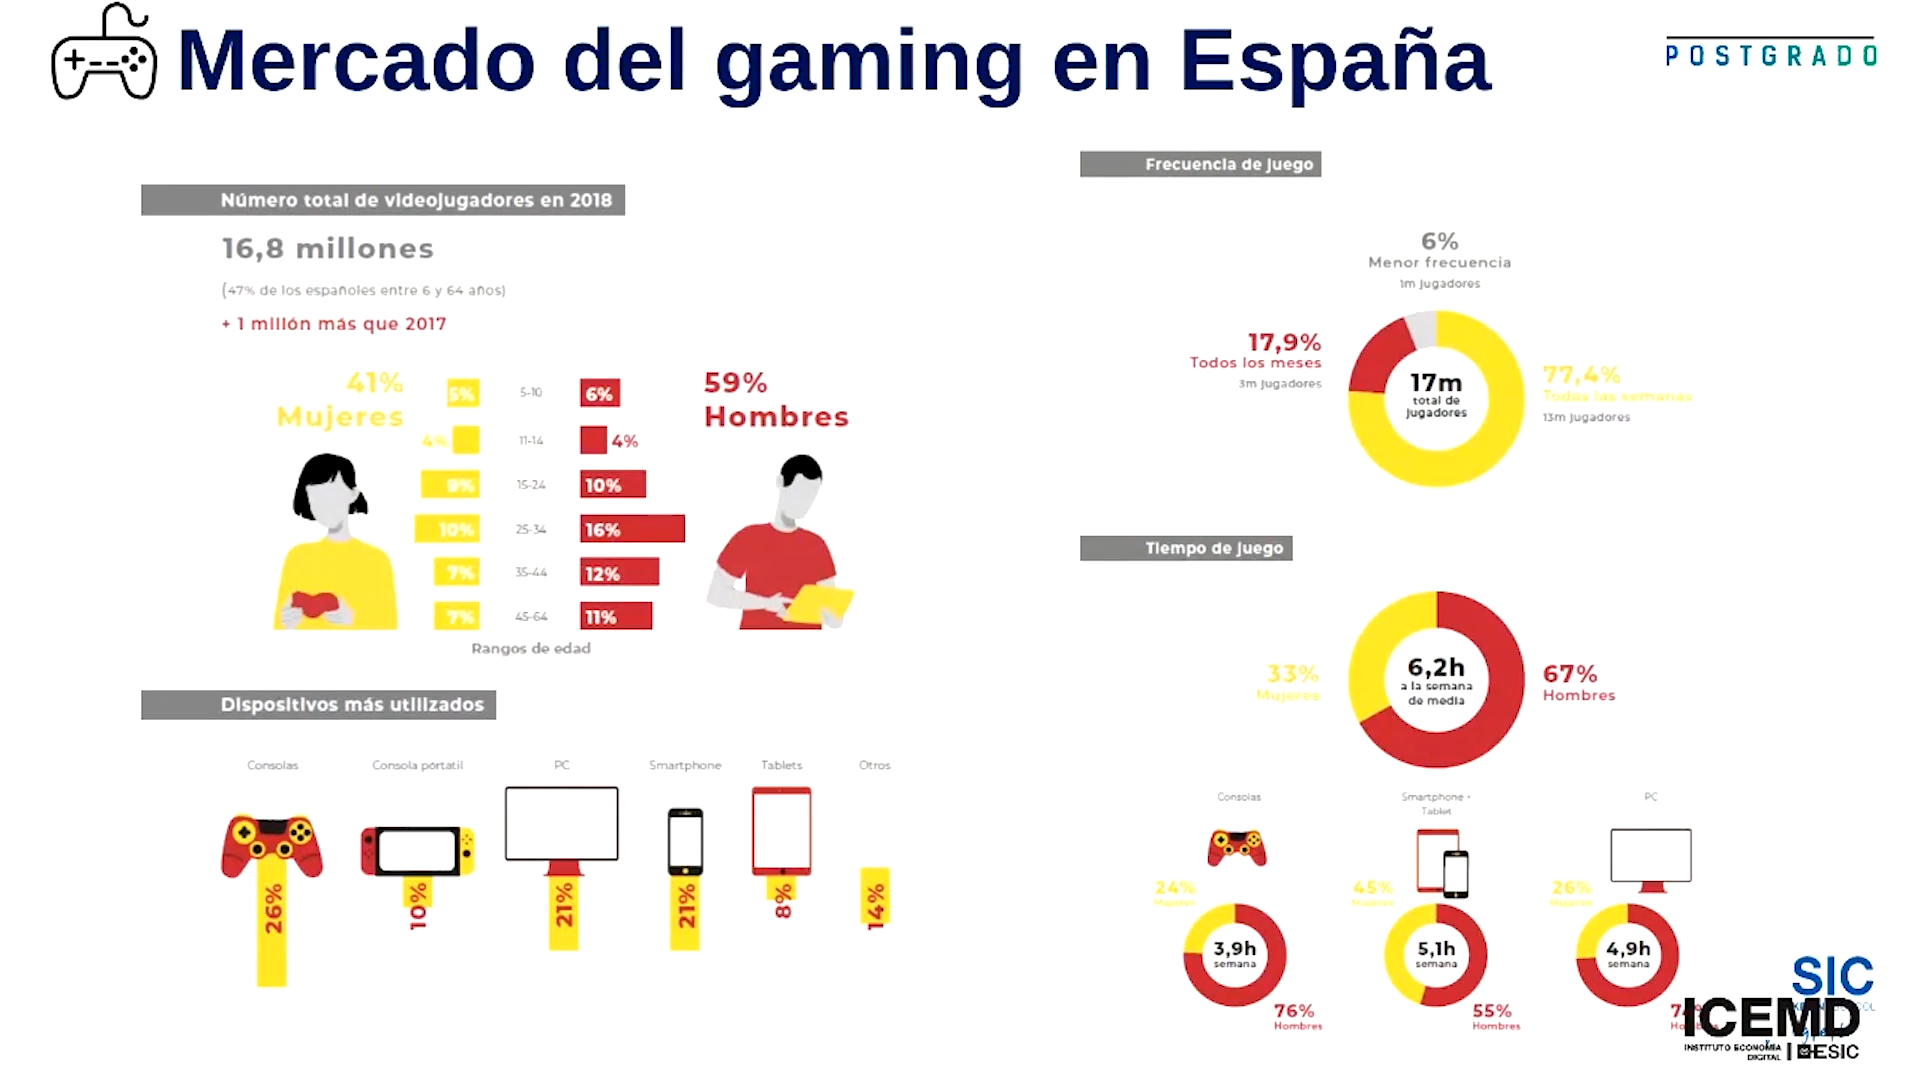 Mercado del gaming en España
POSTGRADO
Número total de videojugadores en 2018
16,8 millones
(47% de los españoles entre 6 y 64 años)
+ 1 millón más que 2017
41%
Mujeres
59%
Hombres
5% 5-10 6%
4% 11-14 4%
9% 15-24 10%
10% 25-34 16%
7% 35-44 12%
7% 45-64 11%
Rangos de edad
Dispositivos más utilizados
Consolas Consola pórtatil PC Smartphone Tablets Otros
26% 10% 21% 21% 8% 14%
Frecuencia de juego
6%
Menor frecuencia
1m jugadores
17,9%
Todos los meses
3m jugadores
17m
total de
jugadores
77,4%
Todas las semanas
13m jugadores
Tiempo de juego
33%
Mujeres
6,2h
a la semana
de media
67%
Hombres
Consolas
24%
Mujeres
3,9h
semana
76%
Hombres
Smartphone +
Tablet
45%
Mujeres
5,1h
semana
55%
Hombres
PC
26%
Mujeres
4,9h
semana
SIC
ICEMD
INSTITUTO ECONOMÍA
DIGITAL
ESIC